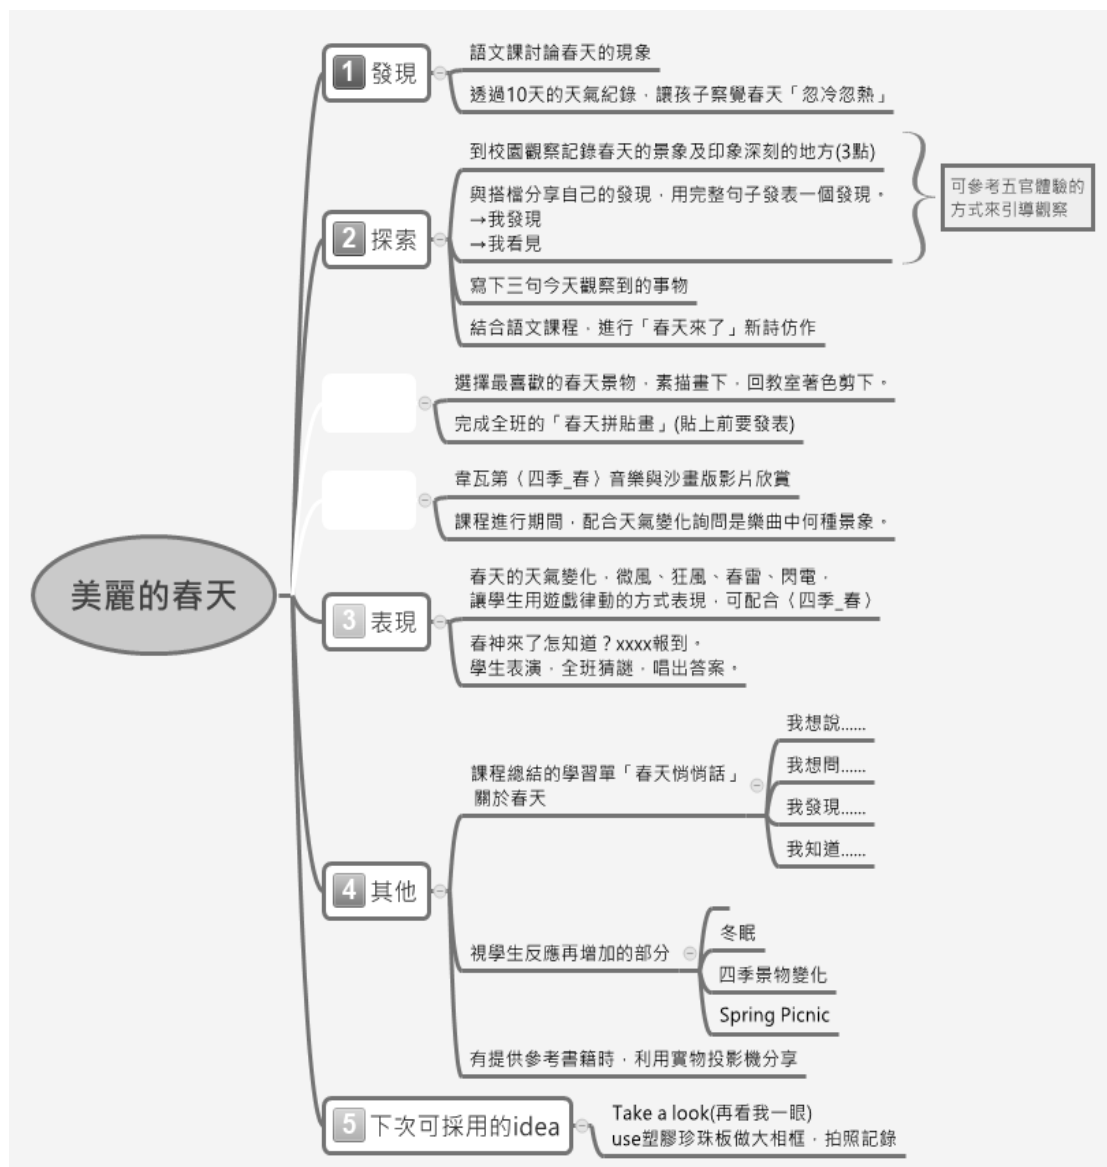 美麗的春天
1 發現
語文課討論春天的現象
透過10天的天氣紀錄，讓孩子察覺春天「忽冷忽熱」
2 探索
到校園觀察記錄春天的景象及印象深刻的地方(3點)
與搭檔分享自己的發現，用完整句子發表一個發現。
→我發現
→我看見
可參考五官體驗的
方式來引導觀察
寫下三句今天觀察到的事物
結合語文課程，進行「春天來了」新詩仿作
選擇最喜歡的春天景物，素描畫下，回教室著色剪下。
完成全班的「春天拼貼畫」(貼上前要發表)
韋瓦第〈四季_春〉音樂與沙畫版影片欣賞
課程進行期間，配合天氣變化詢問是樂曲中何種景象。
3 表現
春天的天氣變化，微風、狂風、春雷、閃電，
讓學生用遊戲律動的方式表現，可配合〈四季_春〉
春神來了怎知道？xxxx報到。
學生表演，全班猜謎，唱出答案。
4 其他
課程總結的學習單「春天悄悄話」
關於春天
我想說......
我想問......
我發現......
我知道......
視學生反應再增加的部分
冬眠
四季景物變化
Spring Picnic
有提供參考書籍時，利用實物投影機分享
5 下次可採用的idea
Take a look(再看我一眼)
use塑膠珍珠板做大相框，拍照記錄